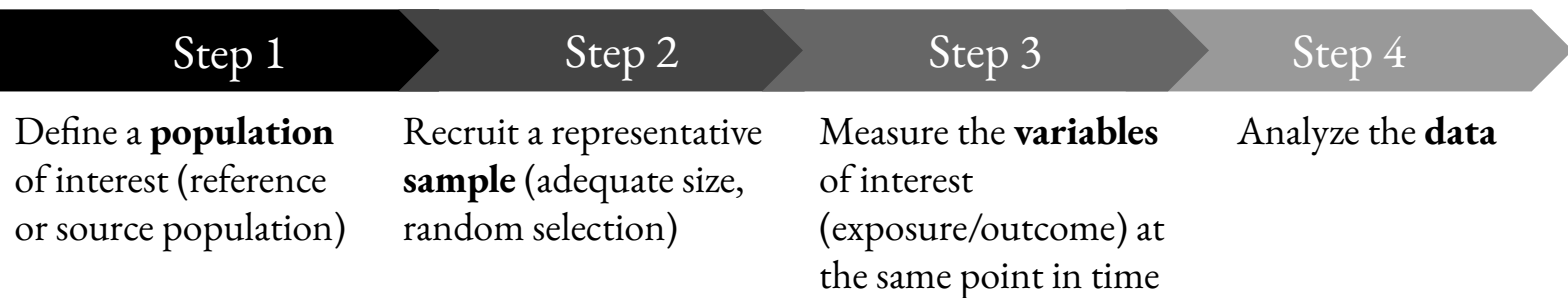 Step 1
Step 2
Step 3
Step 4
Define a population
of interest (reference
or source population)
Recruit a representative
sample (adequate size,
random selection)
Measure the variables
of interest
(exposure/outcome) at
the same point in time
Analyze the data